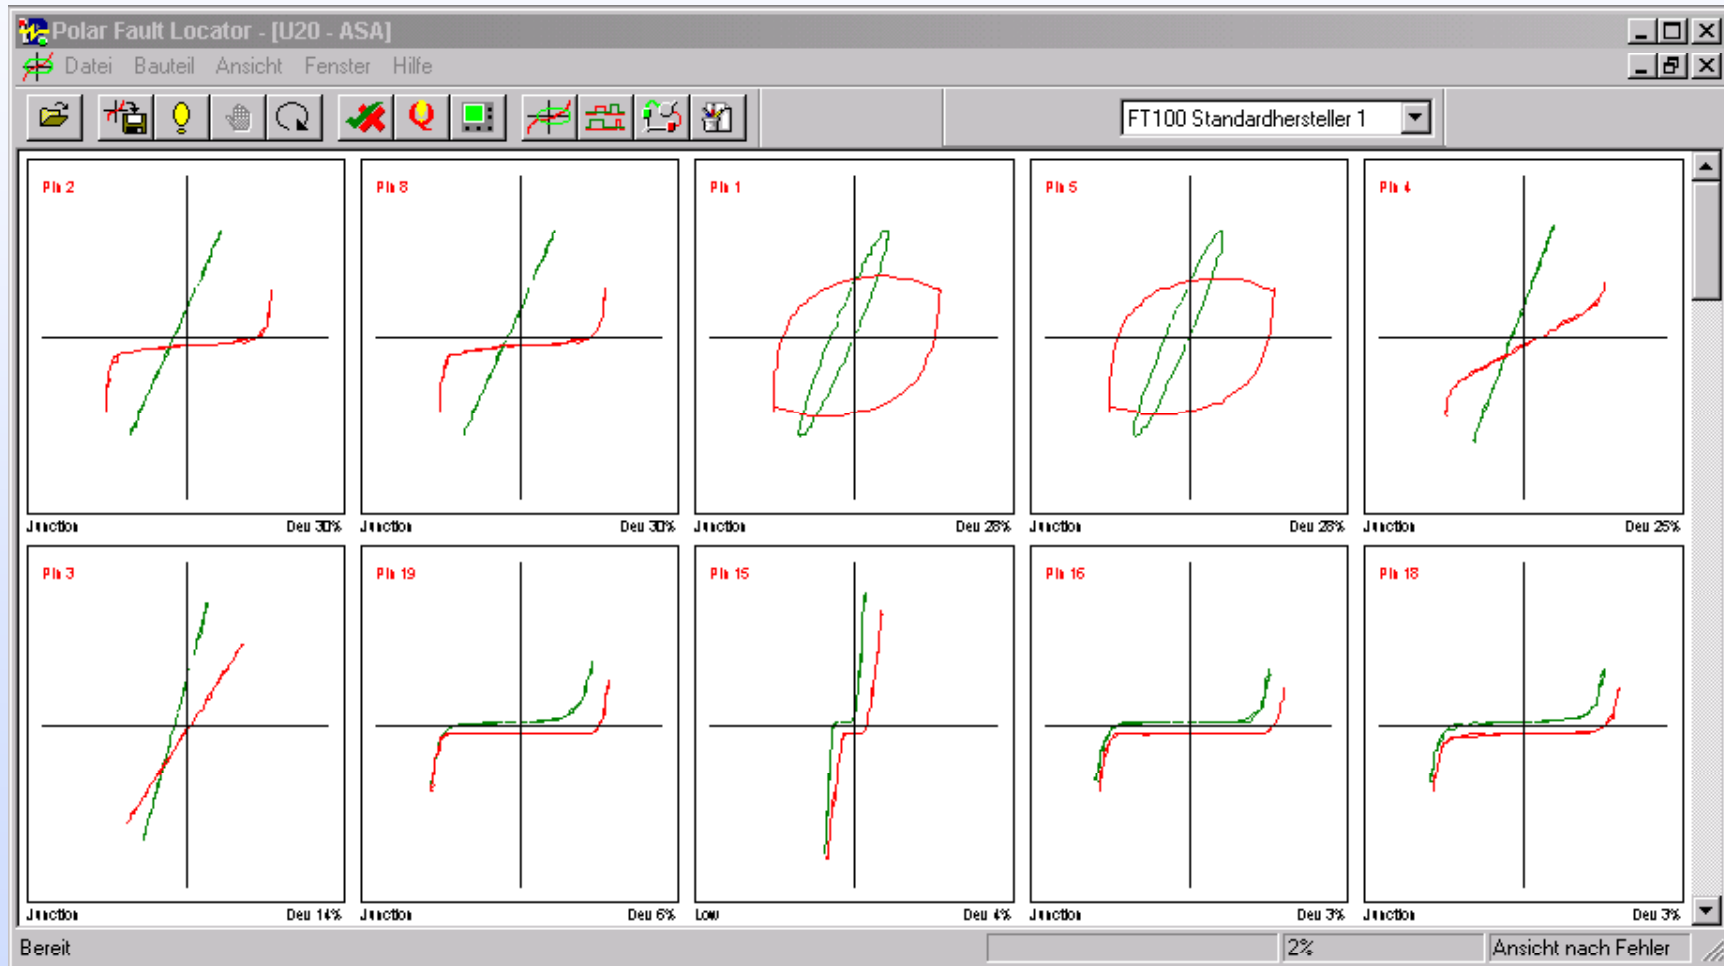 Polar Fault Locator - [U20 - ASA]
Datei Bauteil Ansicht Fenster Hilfe
FT100 Standardhersteller 1
Pin 2
Pin 8
Pin 1
Pin 5
Pin 4
Junction Dev 30%
Junction Dev 30%
Junction Dev 28%
Junction Dev 28%
Junction Dev 25%
Pin 3
Pin 19
Pin 15
Pin 16
Pin 18
Junction Dev 14%
Junction Dev 6%
Low Dev 4%
Junction Dev 3%
Junction Dev 3%
Bereit 2% Ansicht nach Fehler